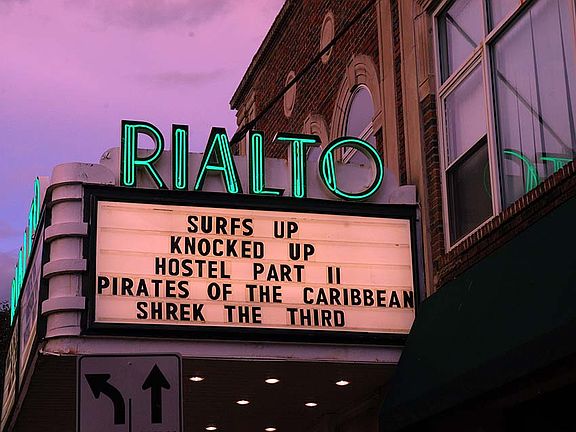 RIALTO
SURFS UP
KNOCKED UP
HOSTEL PART II
PIRATES OF THE CARIBBEAN
SHREK THE THIRD